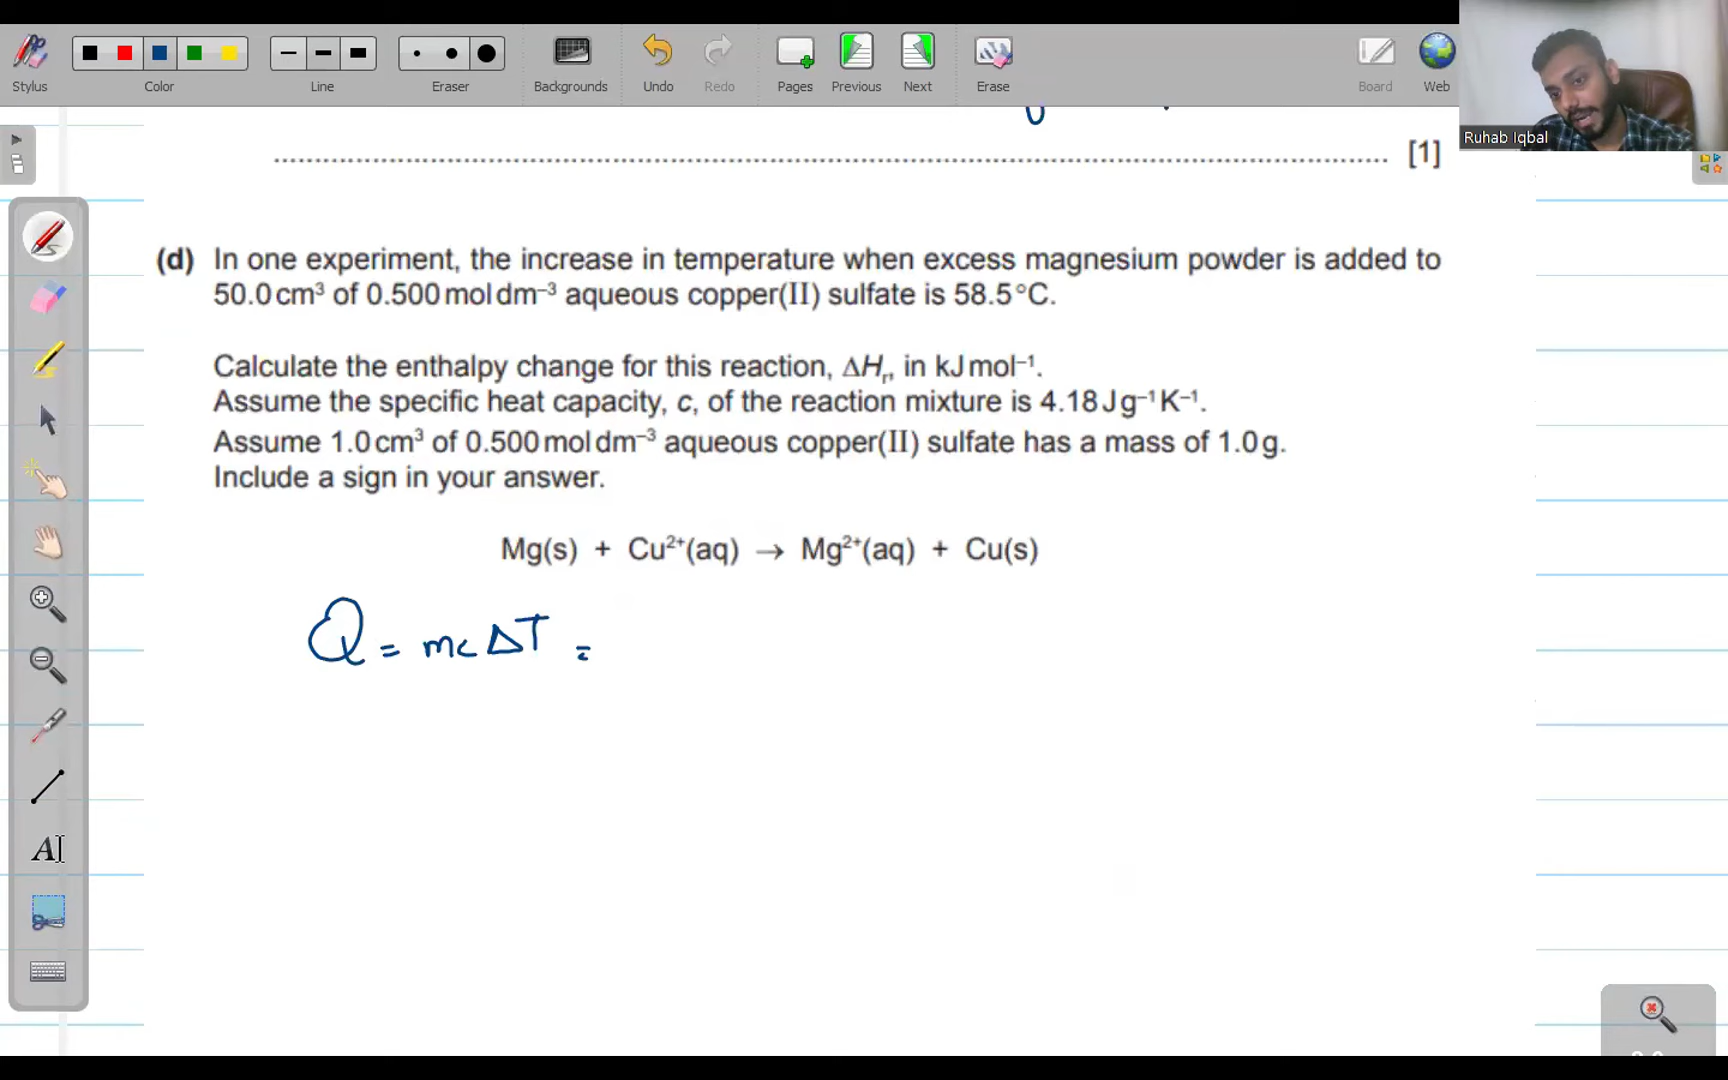 Stylus
Color
Line
Eraser
Backgrounds
Undo
Redo
Pages
Previous
Next
Erase
Board
Web
Ruhab Iqbal
[1]
(d) In one experiment, the increase in temperature when excess magnesium powder is added to
50.0 cm³ of 0.500 mol dm⁻³ aqueous copper(II) sulfate is 58.5 °C.
Calculate the enthalpy change for this reaction, ΔHᵣ, in kJ mol⁻¹.
Assume the specific heat capacity, c, of the reaction mixture is 4.18 J g⁻¹ K⁻¹.
Assume 1.0 cm³ of 0.500 mol dm⁻³ aqueous copper(II) sulfate has a mass of 1.0 g.
Include a sign in your answer.
Mg(s) + Cu²⁺(aq) → Mg²⁺(aq) + Cu(s)
Q = mcΔT =